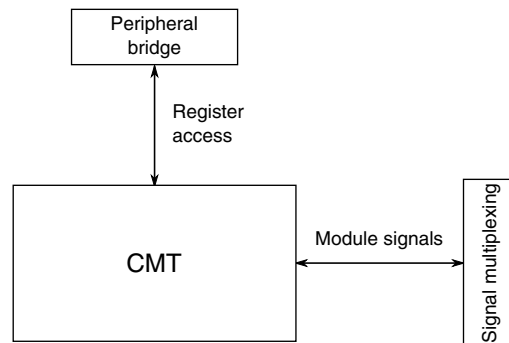 Peripheral
bridge
Register
access
CMT
Module signals
Signal multiplexing